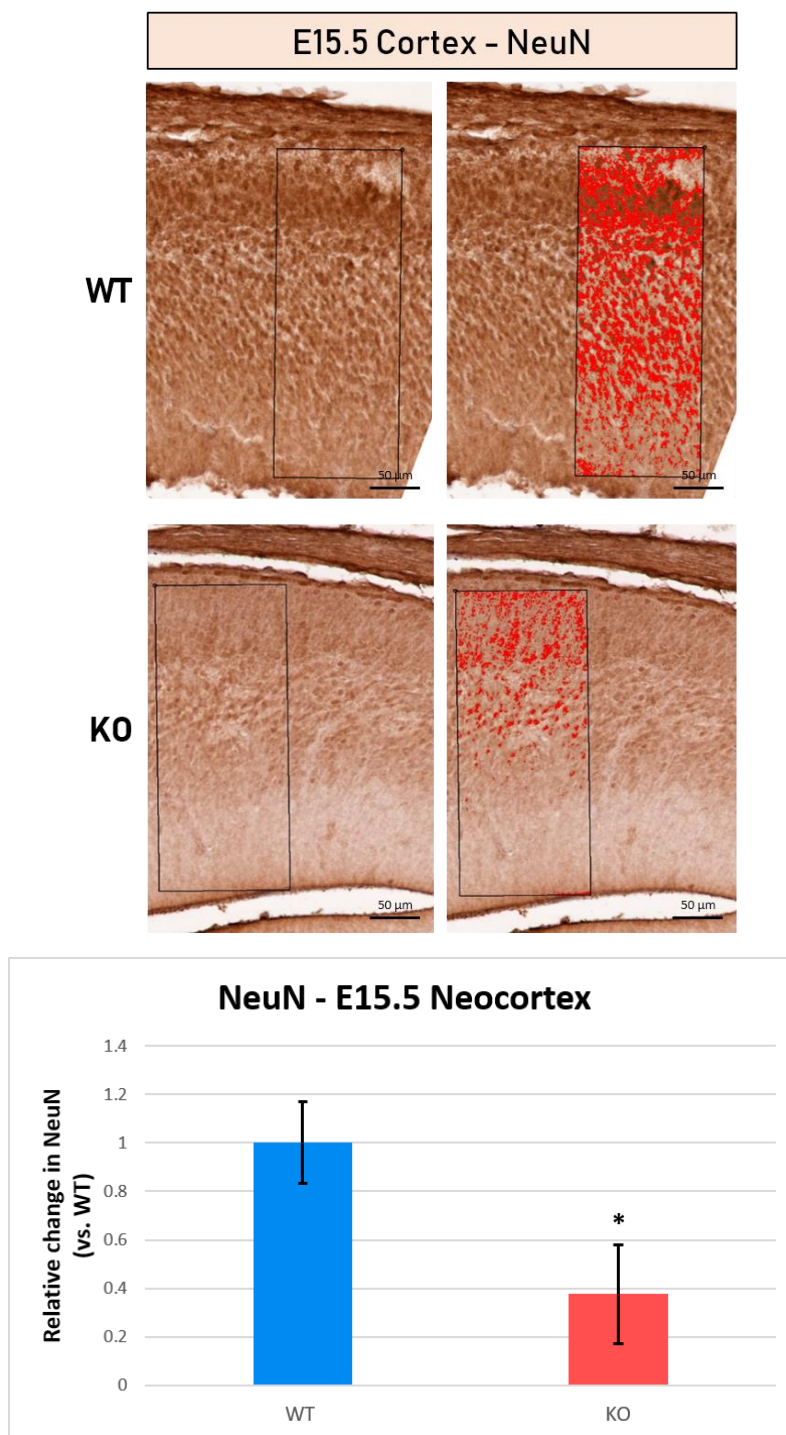 E15.5 Cortex - NeuN
WT
50 µm
50 µm
KO
50 µm
50 µm
NeuN - E15.5 Neocortex
Relative change in NeuN
(vs. WT)
1.4
1.2
1
0.8
0.6
0.4
0.2
0
*
WT
KO